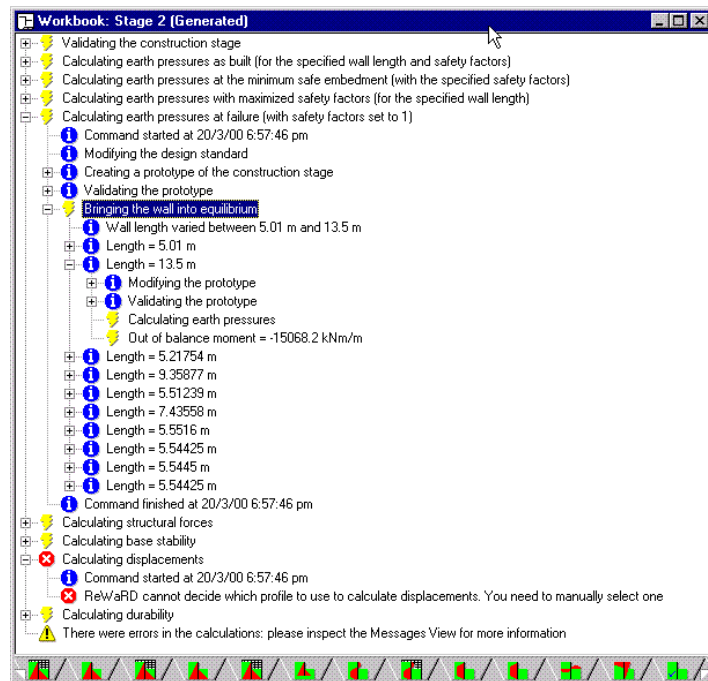 Workbook: Stage 2 (Generated)
Validating the construction stage
Calculating earth pressures as built (for the specified wall length and safety factors)
Calculating earth pressures at the minimum safe embedment (with the specified safety factors)
Calculating earth pressures with maximized safety factors (for the specified wall length)
Calculating earth pressures at failure (with safety factors set to 1)
Command started at 20/3/00 6:57:46 pm
Modifying the design standard
Creating a prototype of the construction stage
Validating the prototype
Bringing the wall into equilibrium
Wall length varied between 5.01 m and 13.5 m
Length = 5.01 m
Length = 13.5 m
Modifying the prototype
Validating the prototype
Calculating earth pressures
Out of balance moment = -15068.2 kNm/m
Length = 5.21754 m
Length = 9.35877 m
Length = 5.51239 m
Length = 7.43558 m
Length = 5.5516 m
Length = 5.54425 m
Length = 5.5445 m
Length = 5.54425 m
Command finished at 20/3/00 6:57:46 pm
Calculating structural forces
Calculating base stability
Calculating displacements
Command started at 20/3/00 6:57:46 pm
ReWaRD cannot decide which profile to use to calculate displacements. You need to manually select one
Calculating durability
There were errors in the calculations: please inspect the Messages View for more information